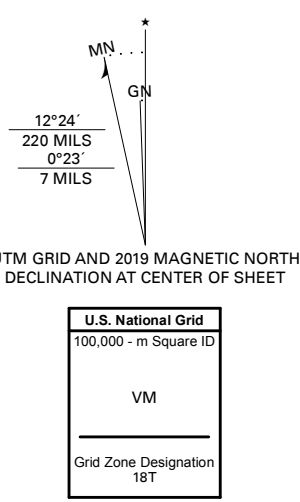 ★
MN
GN
12°24´
220 MILS
0°23´
7 MILS
UTM GRID AND 2019 MAGNETIC NORTH
DECLINATION AT CENTER OF SHEET
U.S. National Grid
100,000 - m Square ID
VM
Grid Zone Designation
18T